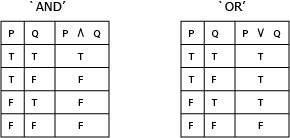 ‵AND′ ‵OR′
P Q P ∧ Q P Q P ∨ Q
T T T T T T
T F F T F T
F T F F T T
F F F F F F